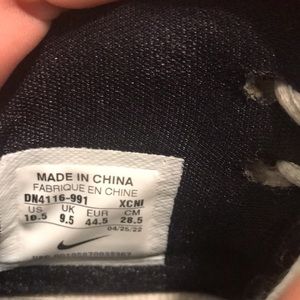 MADE IN CHINA
FABRIQUE EN CHINE
DN4116-991 XCNI
US UK EUR CM
10.5 9.5 44.5 28.5
04/25/22